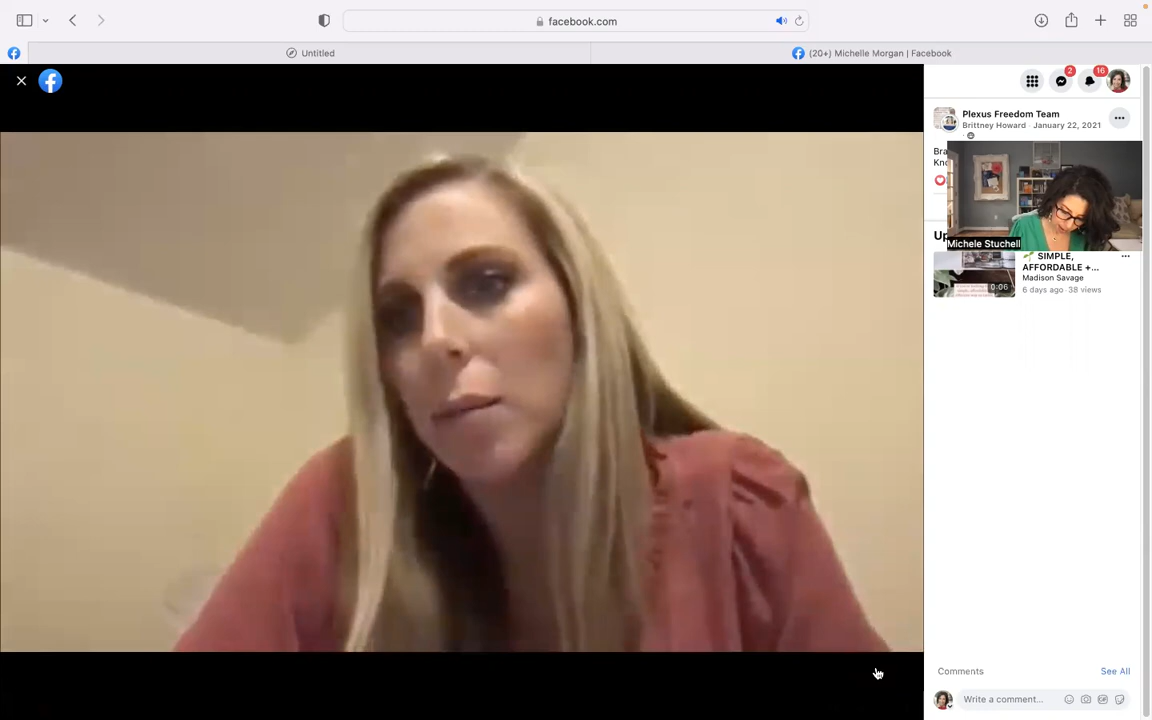 facebook.com
Untitled
(20+) Michelle Morgan | Facebook
2
16
Plexus Freedom Team
Brittney Howard · January 22, 2021
Michele Stuchell
SIMPLE,
AFFORDABLE +...
Madison Savage
6 days ago · 38 views
0:06
Comments
See All
Write a comment...